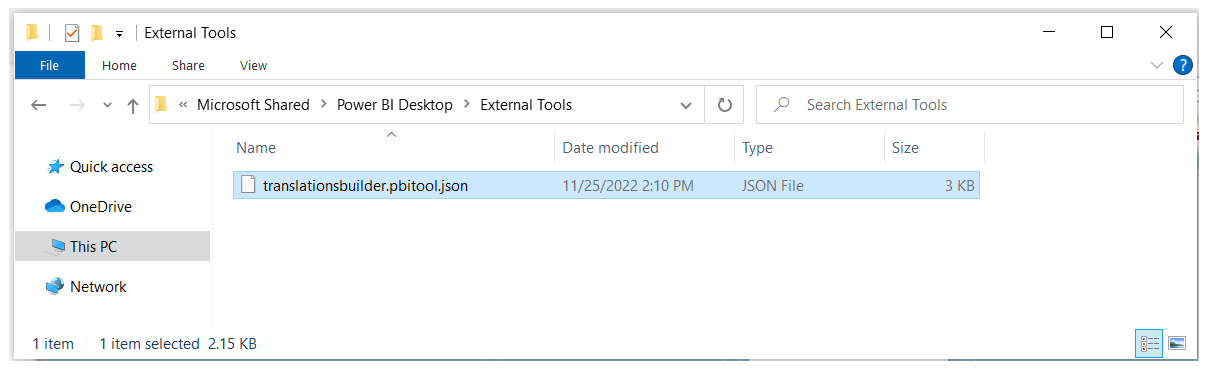 External Tools
File Home Share View
?
« Microsoft Shared > Power BI Desktop > External Tools Search External Tools
Name Date modified Type Size
Quick access
translationsbuilder.pbitool.json 11/25/2022 2:10 PM JSON File 3 KB
OneDrive
This PC
Network
1 item 1 item selected 2.15 KB